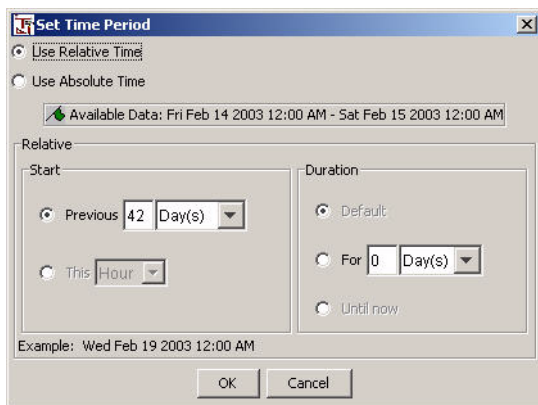 Set Time Period
Use Relative Time
Use Absolute Time
Available Data: Fri Feb 14 2003 12:00 AM - Sat Feb 15 2003 12:00 AM
Relative
Start
Previous 42 Day(s)
This Hour
Duration
Default
For 0 Day(s)
Until now
Example: Wed Feb 19 2003 12:00 AM
OK Cancel